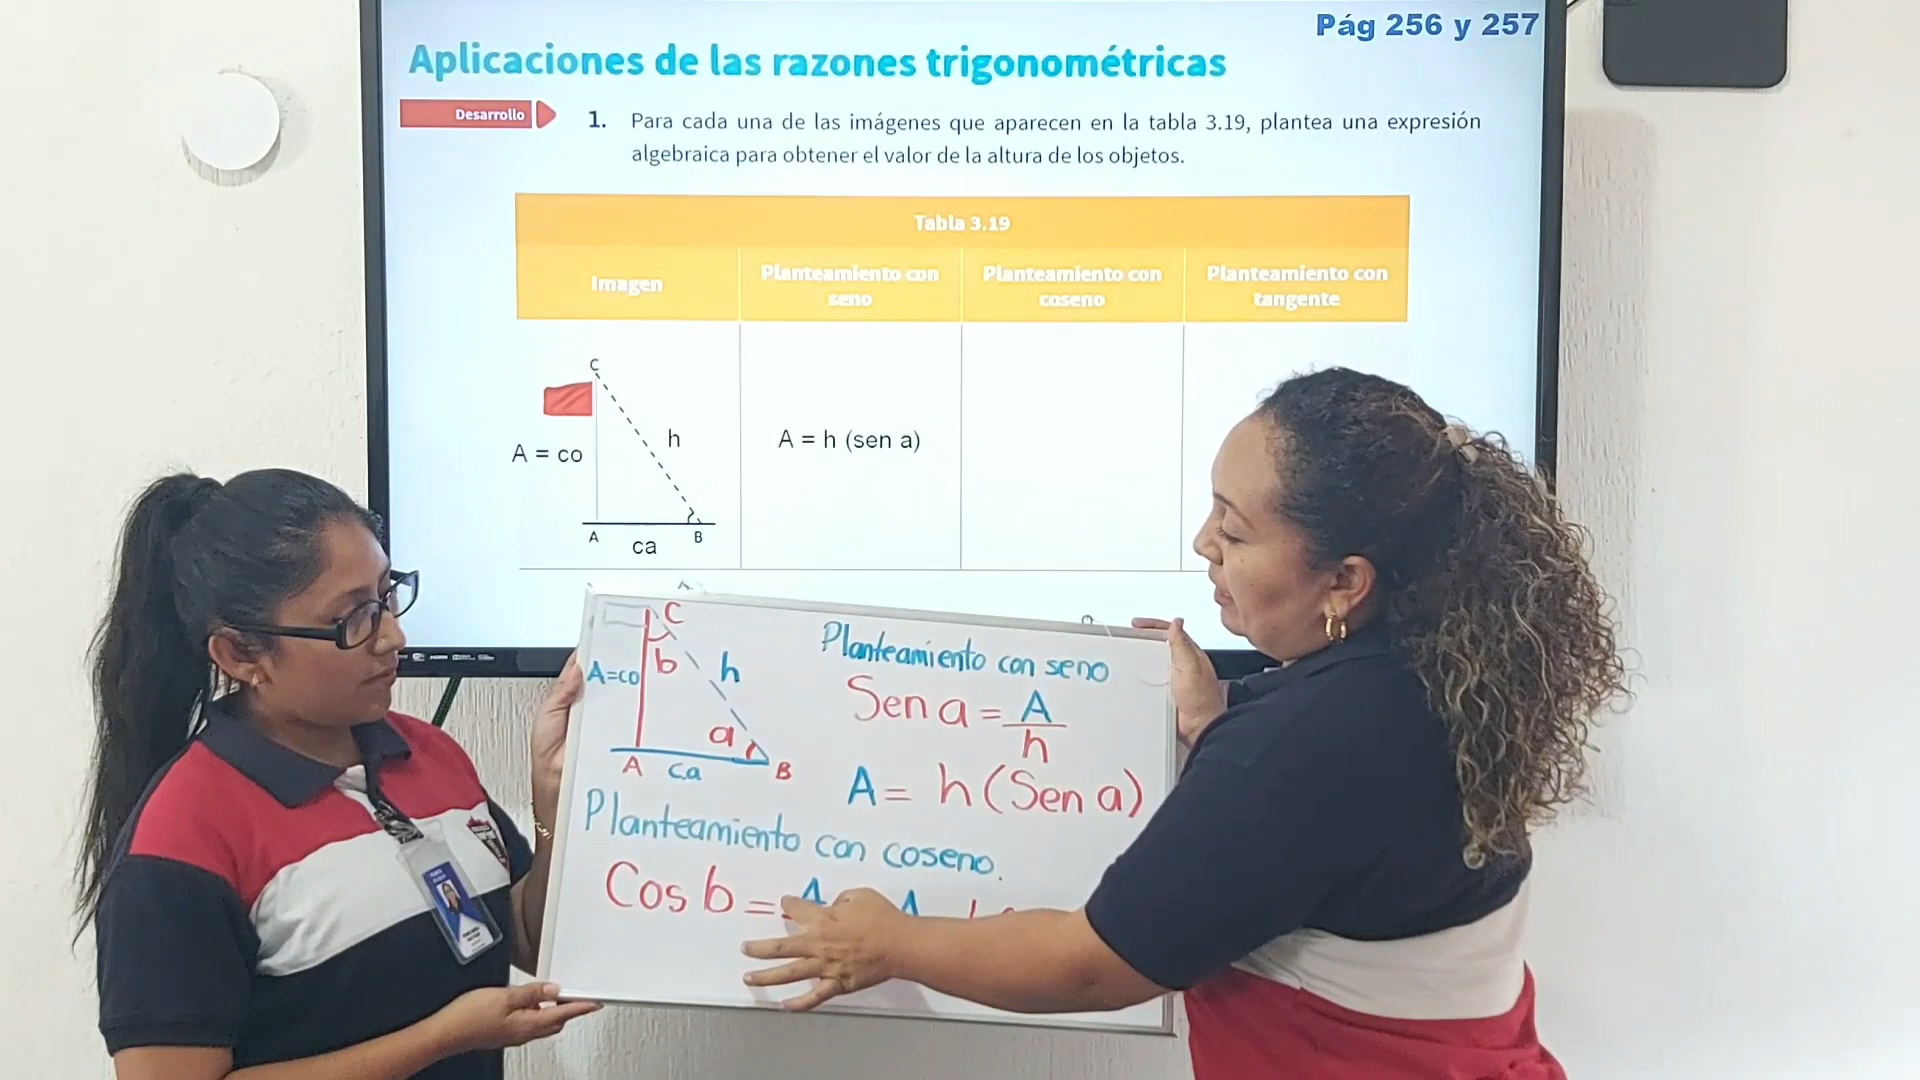 Pág 256 y 257
Aplicaciones de las razones trigonométricas
Desarrollo
1. Para cada una de las imágenes que aparecen en la tabla 3.19, plantea una expresión
algebraica para obtener el valor de la altura de los objetos.
Tabla 3.19
Imagen
Planteamiento con
seno
Planteamiento con
coseno
Planteamiento con
tangente
C
h
A = co
A
B
ca
A = h (sen a)
C
b
h
A=co
a
A
ca
B
Planteamiento con seno
Sen a = A
h
A = h (Sen a)
Planteamiento con coseno.
Cos b = A
A